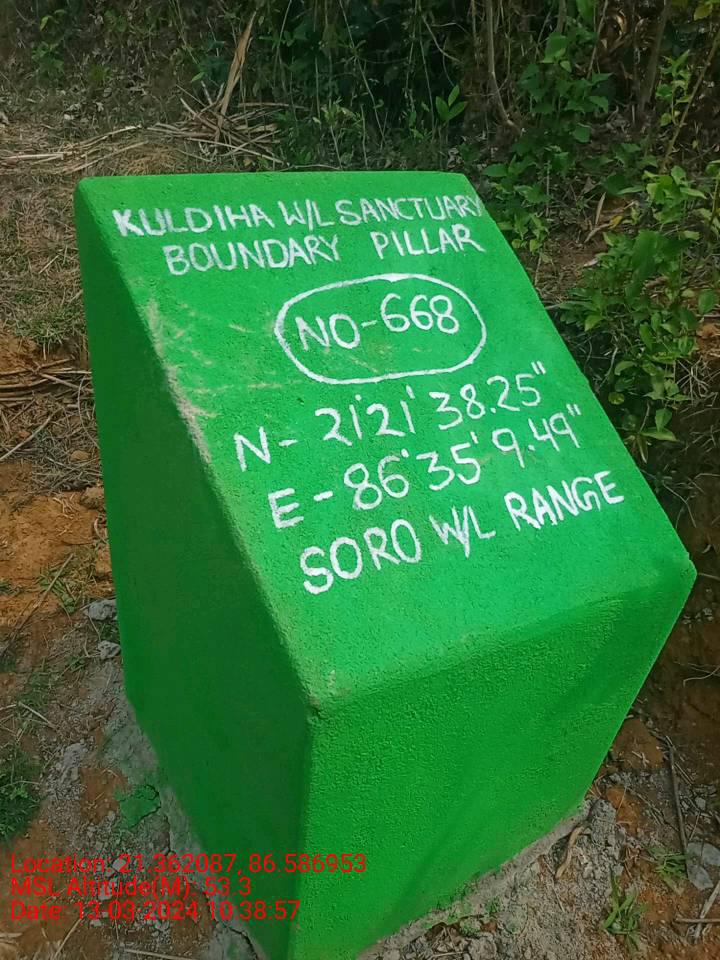 KULDIHA W/L SANCTUARY
BOUNDARY PILLAR
NO-668
N- 21'21' 38.25"
E-86'35' 9.49"
SORO W/L RANGE
Location: 21.362087, 86.586953
MSL Altitude(M): 53.3
Date: 13-03-2024 10:38:57